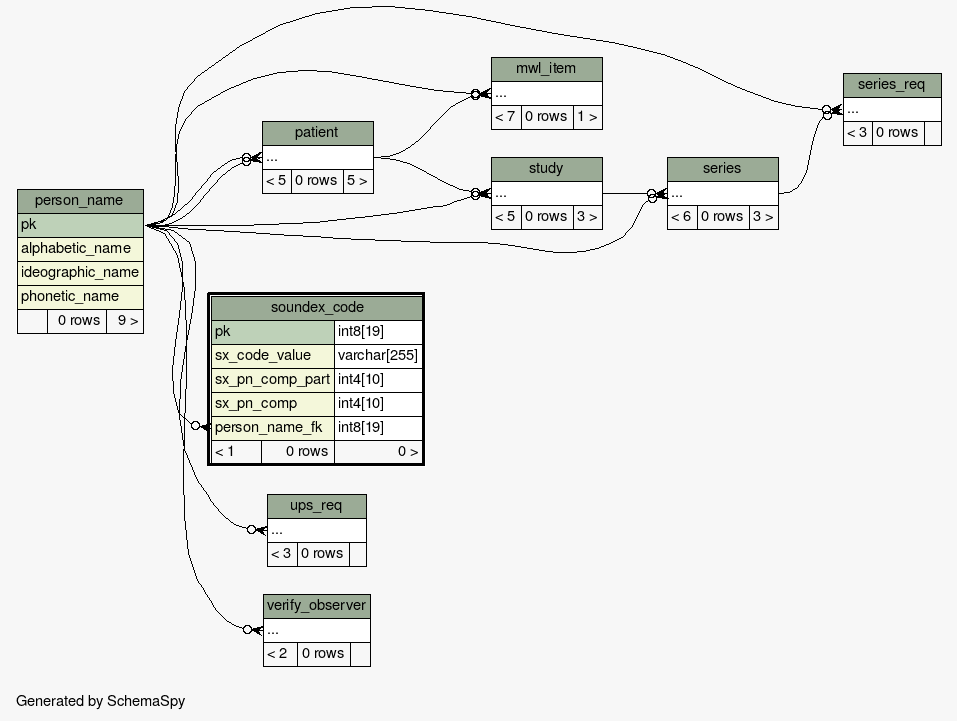 person_name
pk
alphabetic_name
ideographic_name
phonetic_name
0 rows 9 >
patient
...
< 5 0 rows 5 >
mwl_item
...
< 7 0 rows 1 >
study
...
< 5 0 rows 3 >
series
...
< 6 0 rows 3 >
series_req
...
< 3 0 rows
soundex_code
pk int8[19]
sx_code_value varchar[255]
sx_pn_comp_part int4[10]
sx_pn_comp int4[10]
person_name_fk int8[19]
< 1 0 rows 0 >
ups_req
...
< 3 0 rows
verify_observer
...
< 2 0 rows
Generated by SchemaSpy